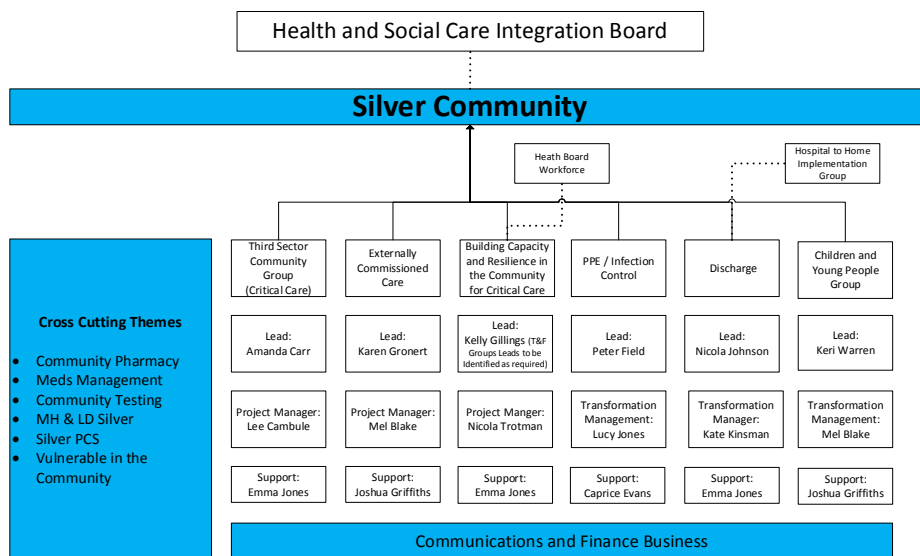 Health and Social Care Integration Board
Silver Community
Heath Board
Workforce
Hospital to Home
Implementation
Group
Cross Cutting Themes
• Community Pharmacy
• Meds Management
• Community Testing
• MH & LD Silver
• Silver PCS
• Vulnerable in the
Community
Third Sector
Community
Group
(Critical Care)
Externally
Commissioned
Care
Building Capacity
and Resilience in
the Community
for Critical Care
PPE / Infection
Control
Discharge
Children and
Young People
Group
Lead:
Amanda Carr
Lead:
Karen Gronert
Lead:
Kelly Gillings (T&F
Groups Leads to be
Identified as required)
Lead:
Peter Field
Lead:
Nicola Johnson
Lead:
Keri Warren
Project Manager:
Lee Cambule
Project Manager:
Mel Blake
Project Manger:
Nicola Trotman
Transformation
Management:
Lucy Jones
Transformation
Manager:
Kate Kinsman
Transformation
Management:
Mel Blake
Support:
Emma Jones
Support:
Joshua Griffiths
Support:
Emma Jones
Support:
Caprice Evans
Support:
Emma Jones
Support:
Joshua Griffiths
Communications and Finance Business